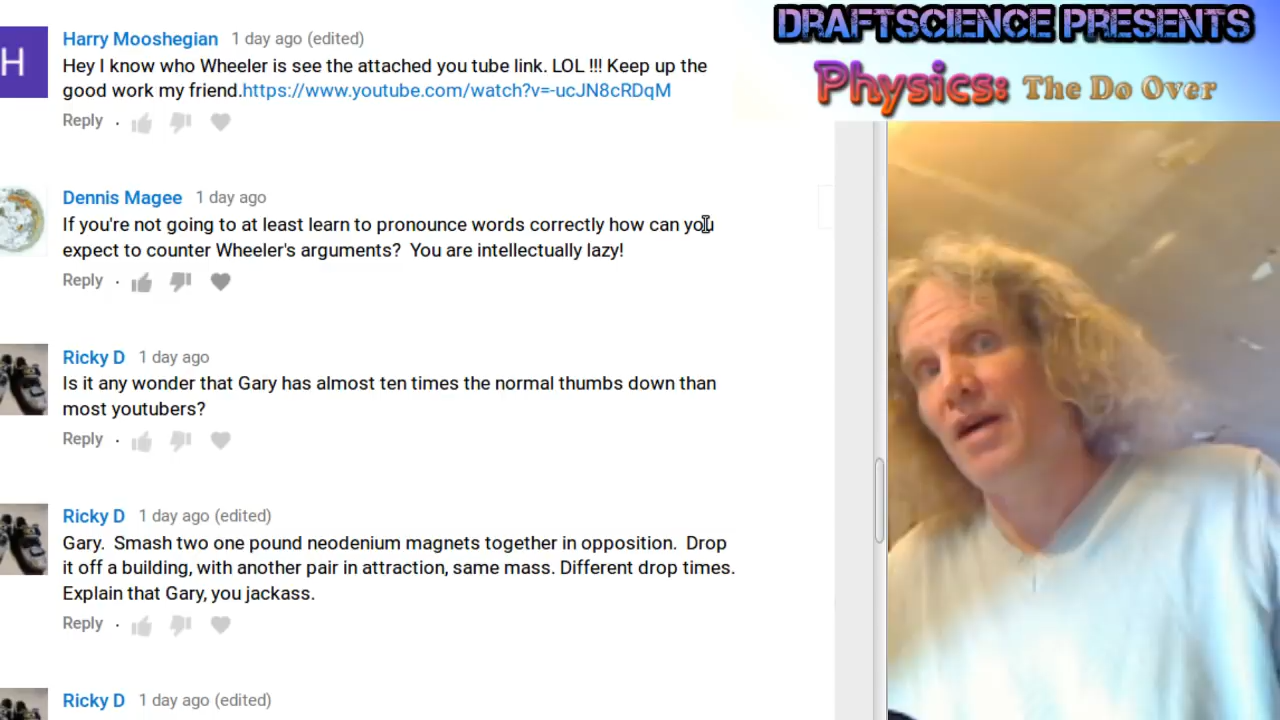 DRAFTSCIENCE PRESENTS
Physics: The Do Over
H
Harry Mooshegian 1 day ago (edited)
Hey I know who Wheeler is see the attached you tube link. LOL !!! Keep up the
good work my friend.https://www.youtube.com/watch?v=-ucJN8cRDqM
Reply
Dennis Magee 1 day ago
If you're not going to at least learn to pronounce words correctly how can you
expect to counter Wheeler's arguments?  You are intellectually lazy!
Reply
Ricky D 1 day ago
Is it any wonder that Gary has almost ten times the normal thumbs down than
most youtubers?
Reply
Ricky D 1 day ago (edited)
Gary.  Smash two one pound neodenium magnets together in opposition.  Drop
it off a building, with another pair in attraction, same mass. Different drop times.
Explain that Gary, you jackass.
Reply
Ricky D 1 day ago (edited)